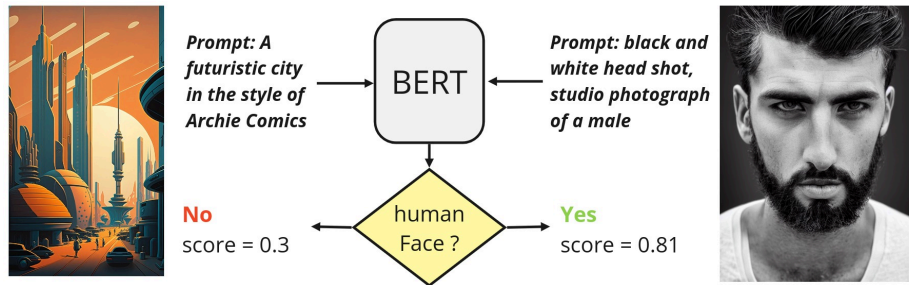 Prompt: A
futuristic city
in the style of
Archie Comics
BERT
Prompt: black and
white head shot,
studio photograph
of a male
human
Face ?
No
score = 0.3
Yes
score = 0.81